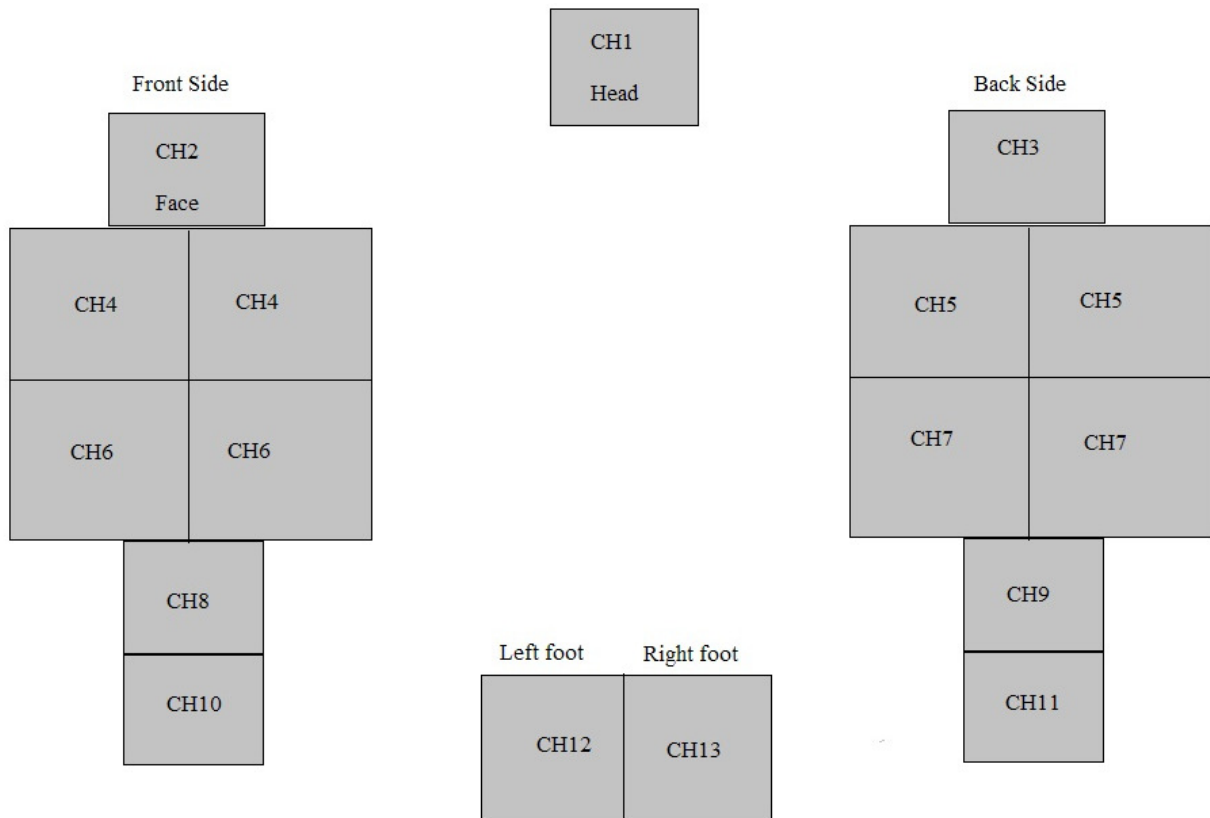 CH1
Head
Front Side
Back Side
CH2
Face
CH3
CH4
CH4
CH5
CH5
CH6
CH6
CH7
CH7
CH8
CH9
Left foot
Right foot
CH10
CH11
CH12
CH13